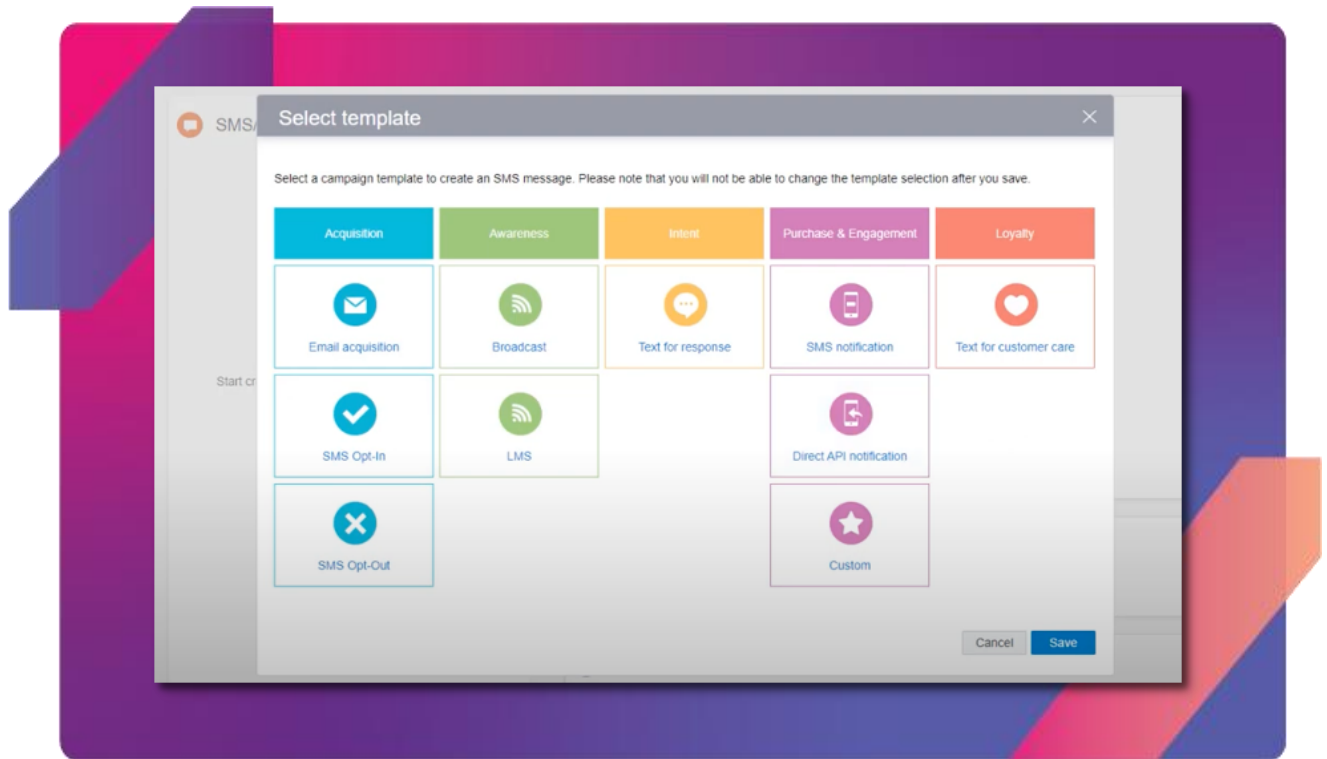 SMS/
Select template
Select a campaign template to create an SMS message. Please note that you will not be able to change the template selection after you save.
Acquisition
Awareness
Intent
Purchase & Engagement
Loyalty
Email acquisition
Broadcast
Text for response
SMS notification
Text for customer care
Start cr
SMS Opt-In
LMS
Direct API notification
SMS Opt-Out
Custom
Cancel
Save